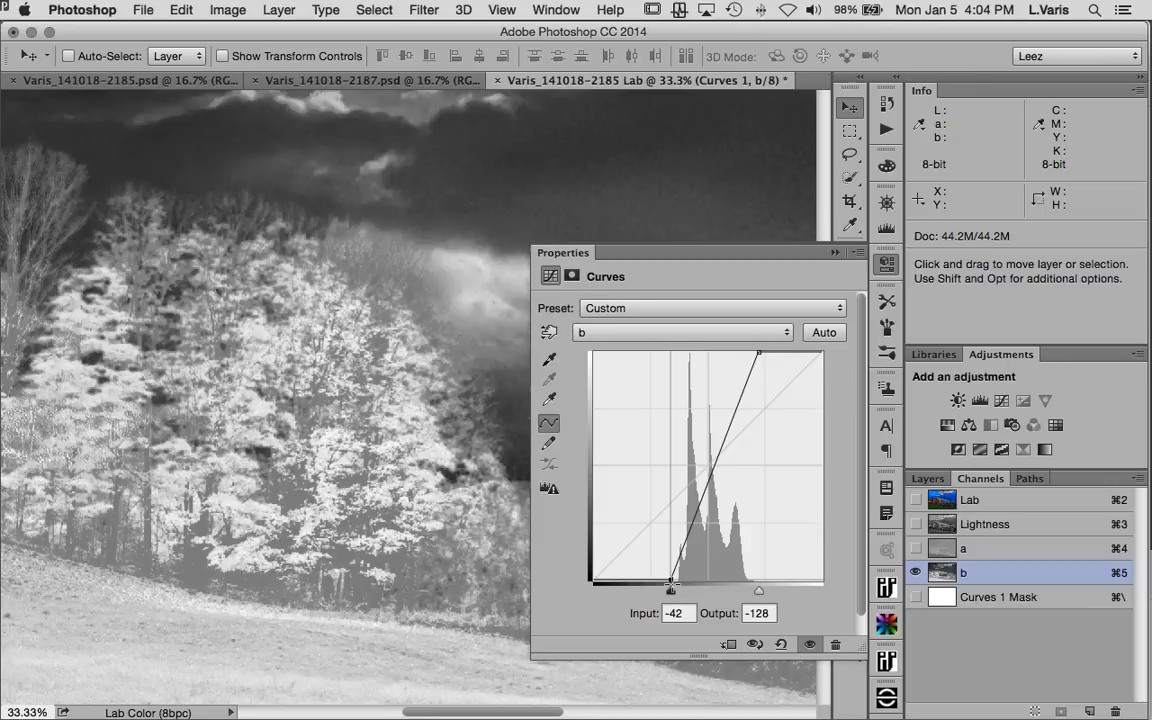 Photoshop File Edit Image Layer Type Select Filter 3D View Window Help 98% Mon Jan 5 4:04 PM L.Varis
Adobe Photoshop CC 2014
Auto-Select: Layer Show Transform Controls 3D Mode: Leez
× Varis_141018-2185.psd @ 16.7% (RG... × Varis_141018-2187.psd @ 16.7% (RG... × Varis_141018-2185 Lab @ 33.3% (Curves 1, b/8) *
Info
L: C:
a: M:
b: Y:
K:
8-bit 8-bit
X: W:
Y: H:
Doc: 44.2M/44.2M
Click and drag to move layer or selection.
Use Shift and Opt for additional options.
Properties
Curves
Preset: Custom
b Auto
Input: -42 Output: -128
Libraries Adjustments
Add an adjustment
Layers Channels Paths
Lab ⌘2
Lightness ⌘3
a ⌘4
b ⌘5
Curves 1 Mask ⌘\
33.33% Lab Color (8bpc)